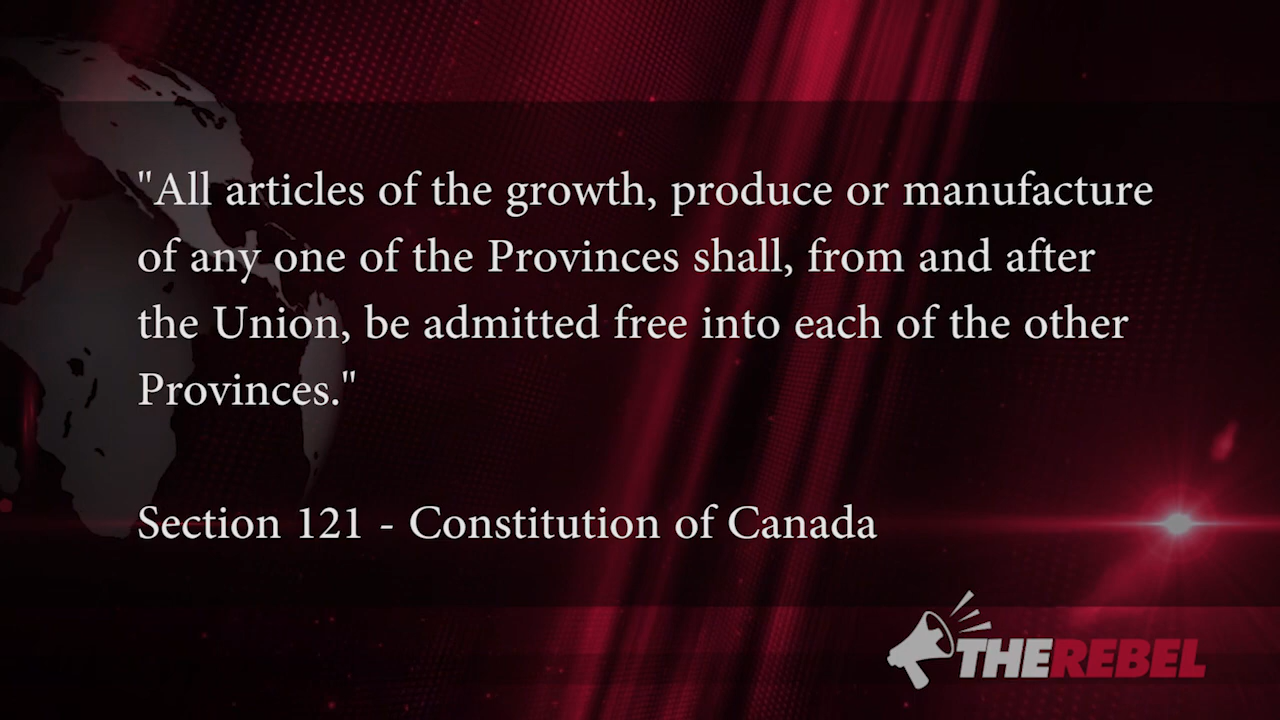 "All articles of the growth, produce or manufacture
of any one of the Provinces shall, from and after
the Union, be admitted free into each of the other
Provinces."
Section 121 - Constitution of Canada
THEREBEL